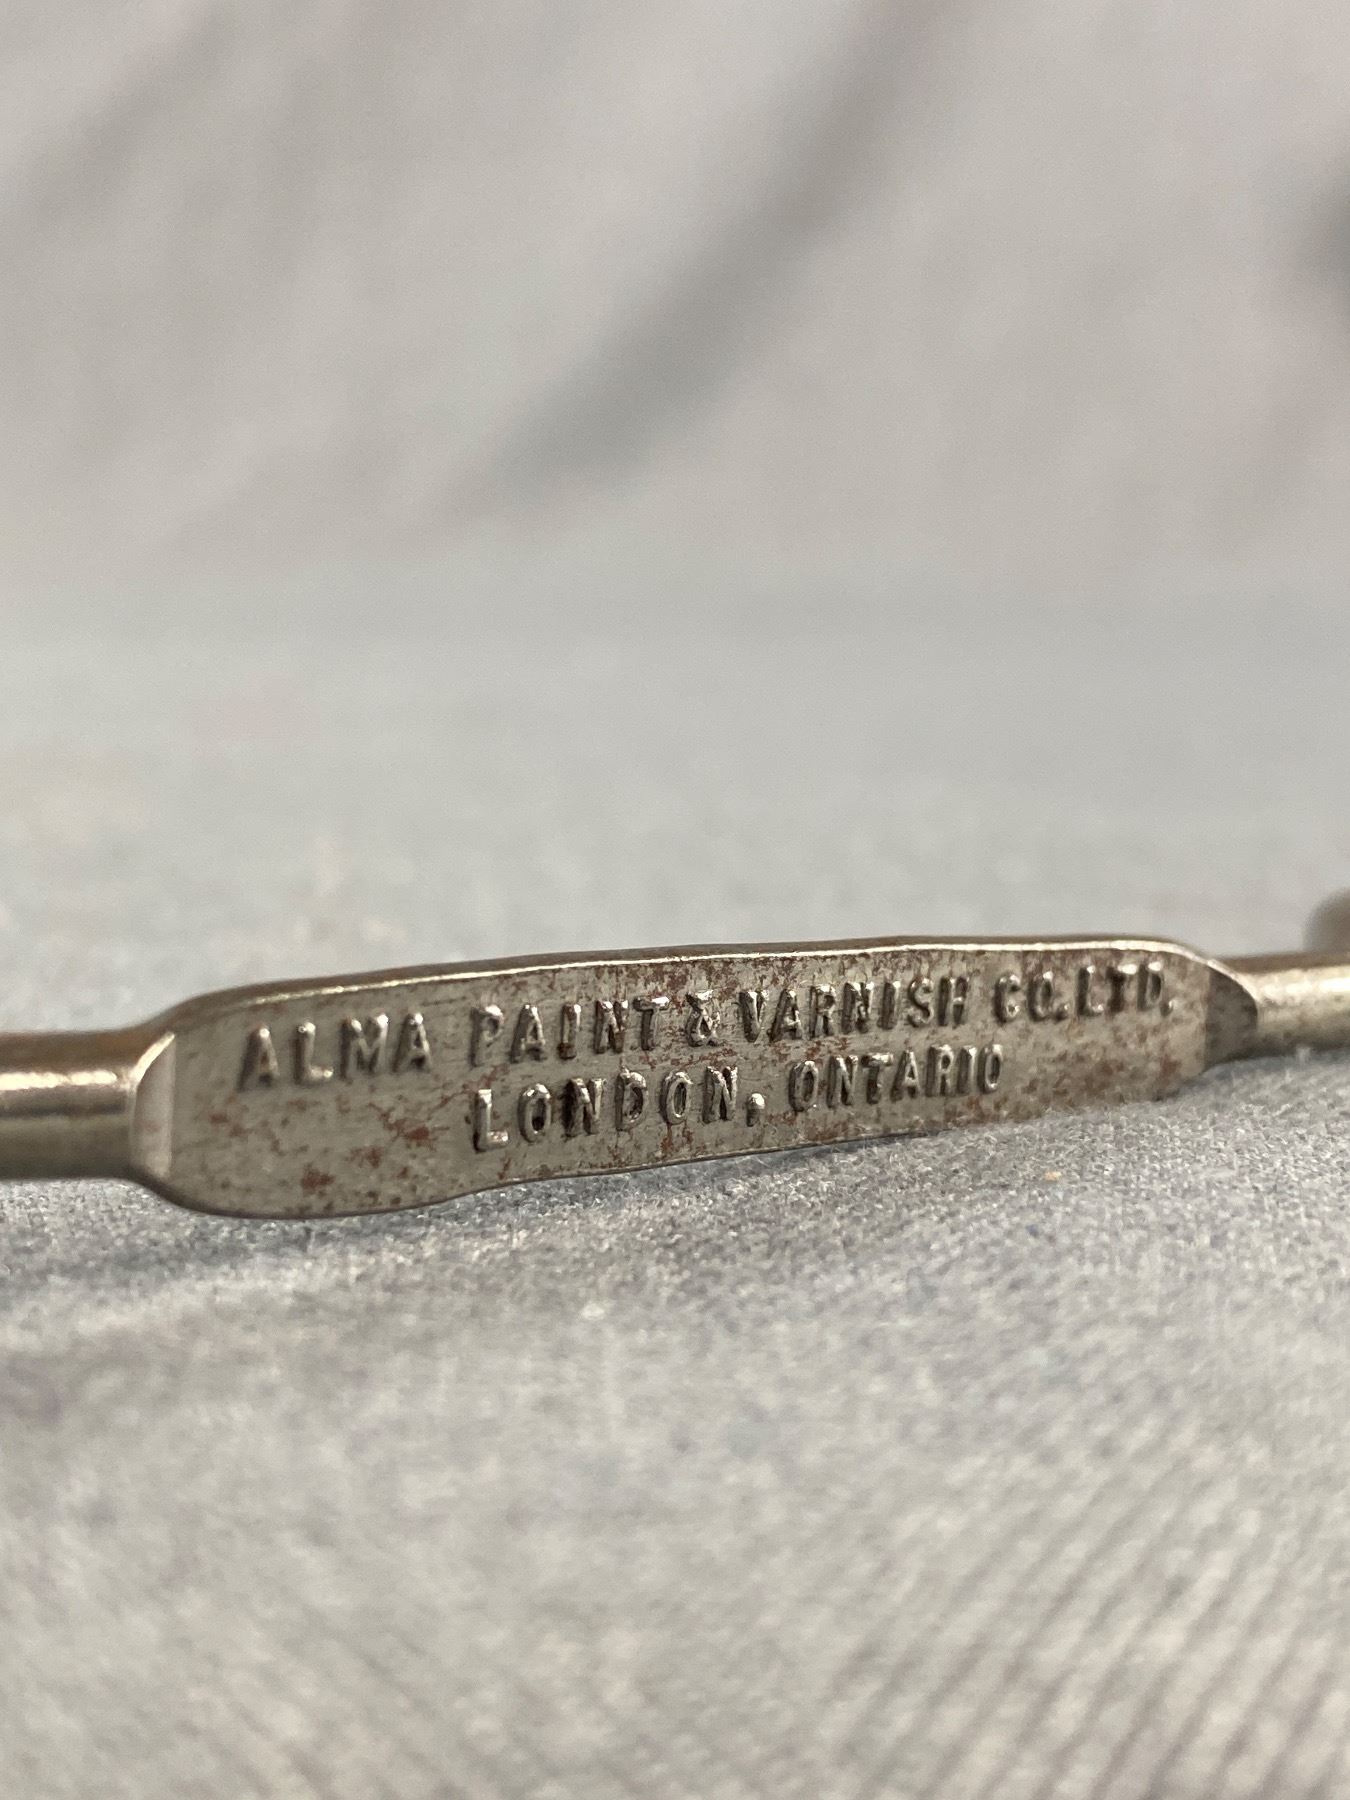 ALMA PAINT & VARNISH CO. LTD.
LONDON, ONTARIO